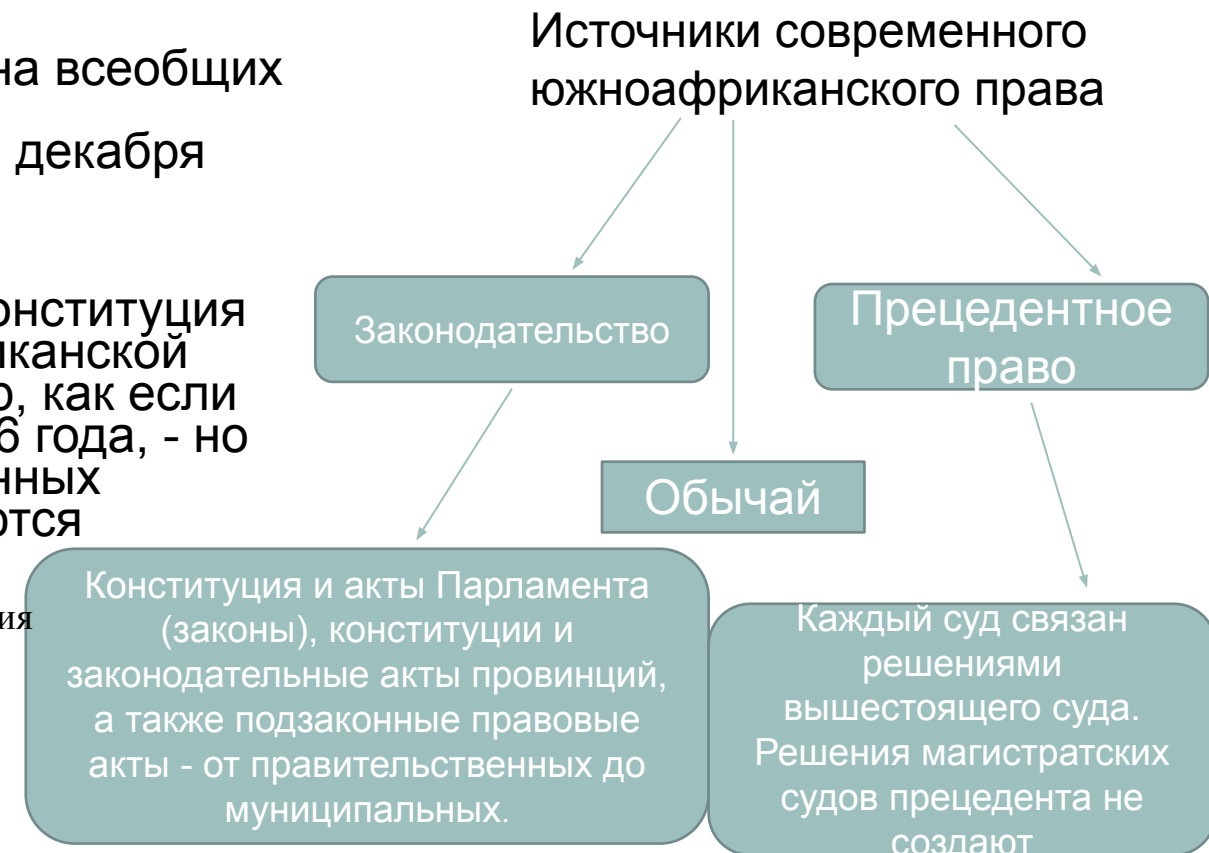 на всеобщих
декабря
онституция
иканской
о, как если
6 года, - но
нных
ются
ия
Источники современного
южноафриканского права
Законодательство
Прецедентное
право
Обычай
Конституция и акты Парламента
(законы), конституции и
законодательные акты провинций,
а также подзаконные правовые
акты - от правительственных до
муниципальных.
Каждый суд связан
решениями
вышестоящего суда.
Решения магистратских
судов прецедента не
создают